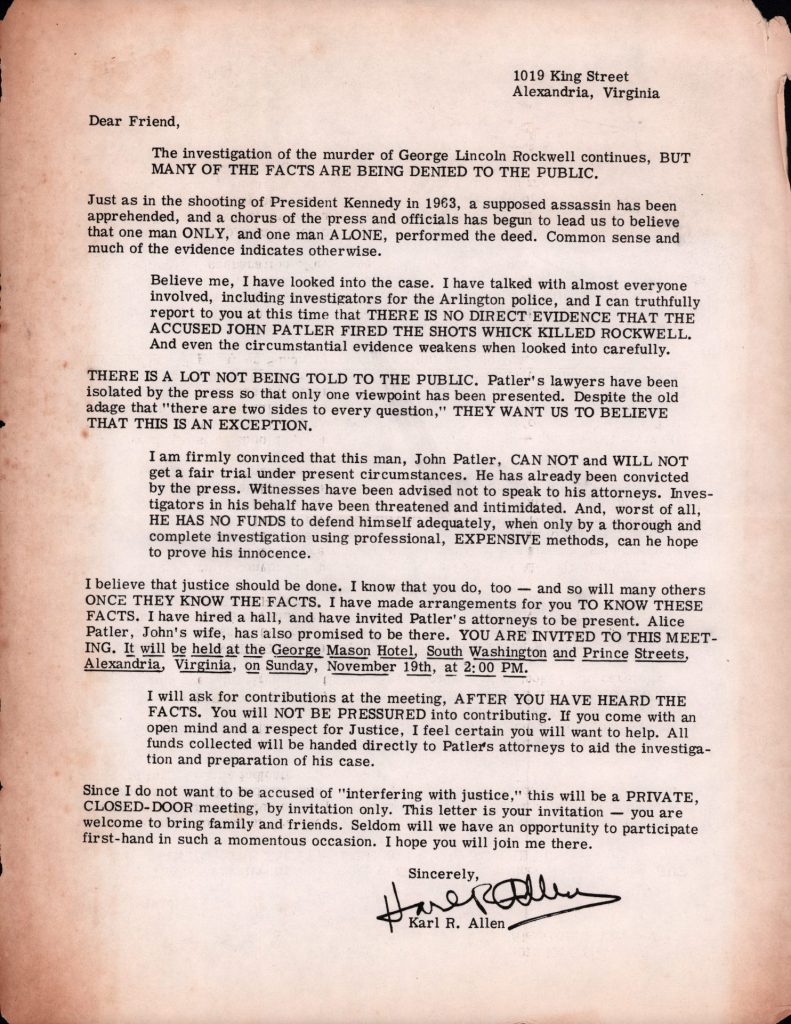 1019 King Street
Alexandria, Virginia
Dear Friend,
The investigation of the murder of George Lincoln Rockwell continues, BUT
MANY OF THE FACTS ARE BEING DENIED TO THE PUBLIC.
Just as in the shooting of President Kennedy in 1963, a supposed assassin has been
apprehended, and a chorus of the press and officials has begun to lead us to believe
that one man ONLY, and one man ALONE, performed the deed. Common sense and
much of the evidence indicates otherwise.
Believe me, I have looked into the case. I have talked with almost everyone
involved, including investigators for the Arlington police, and I can truthfully
report to you at this time that THERE IS NO DIRECT EVIDENCE THAT THE
ACCUSED JOHN PATLER FIRED THE SHOTS WHICK KILLED ROCKWELL.
And even the circumstantial evidence weakens when looked into carefully.
THERE IS A LOT NOT BEING TOLD TO THE PUBLIC. Patler's lawyers have been
isolated by the press so that only one viewpoint has been presented. Despite the old
adage that "there are two sides to every question," THEY WANT US TO BELIEVE
THAT THIS IS AN EXCEPTION.
I am firmly convinced that this man, John Patler, CAN NOT and WILL NOT
get a fair trial under present circumstances. He has already been convicted
by the press. Witnesses have been advised not to speak to his attorneys. Inves-
tigators in his behalf have been threatened and intimidated. And, worst of all,
HE HAS NO FUNDS to defend himself adequately, when only by a thorough and
complete investigation using professional, EXPENSIVE methods, can he hope
to prove his innocence.
I believe that justice should be done. I know that you do, too — and so will many others
ONCE THEY KNOW THE FACTS. I have made arrangements for you TO KNOW THESE
FACTS. I have hired a hall, and have invited Patler's attorneys to be present. Alice
Patler, John's wife, has also promised to be there. YOU ARE INVITED TO THIS MEET-
ING. It will be held at the George Mason Hotel, South Washington and Prince Streets,
Alexandria, Virginia, on Sunday, November 19th, at 2:00 PM.
I will ask for contributions at the meeting, AFTER YOU HAVE HEARD THE
FACTS. You will NOT BE PRESSURED into contributing. If you come with an
open mind and a respect for Justice, I feel certain you will want to help. All
funds collected will be handed directly to Patler's attorneys to aid the investiga-
tion and preparation of his case.
Since I do not want to be accused of "interfering with justice," this will be a PRIVATE,
CLOSED-DOOR meeting, by invitation only. This letter is your invitation — you are
welcome to bring family and friends. Seldom will we have an opportunity to participate
first-hand in such a momentous occasion. I hope you will join me there.
Sincerely,
Karl R. Allen
Karl R. Allen